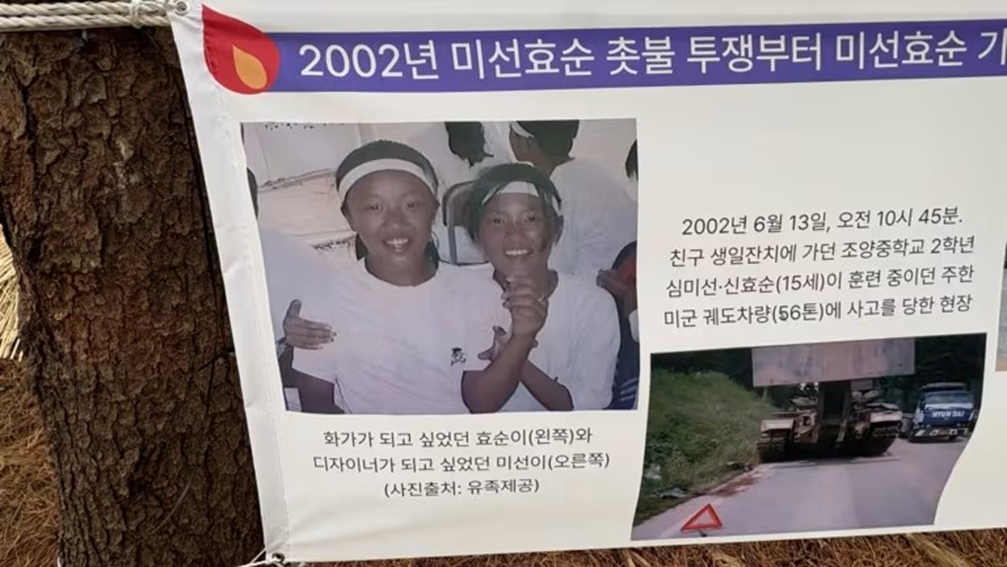 2002년 미선효순 촛불 투쟁부터 미선효순 기
2002년 6월 13일, 오전 10시 45분.
친구 생일잔치에 가던 조양중학교 2학년
심미선·신효순(15세)이 훈련 중이던 주한
미군 궤도차량(56톤)에 사고를 당한 현장
화가가 되고 싶었던 효순이(왼쪽)와
디자이너가 되고 싶었던 미선이(오른쪽)
(사진출처: 유족제공)
HYUNDAI